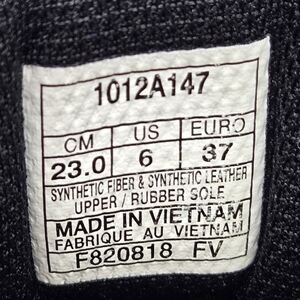 1012A147
CM US EURO
23.0 6 37
SYNTHETIC FIBER & SYNTHETIC LEATHER
UPPER / RUBBER SOLE
MADE IN VIETNAM
FABRIQUE AU VIETNAM
F820818 FV